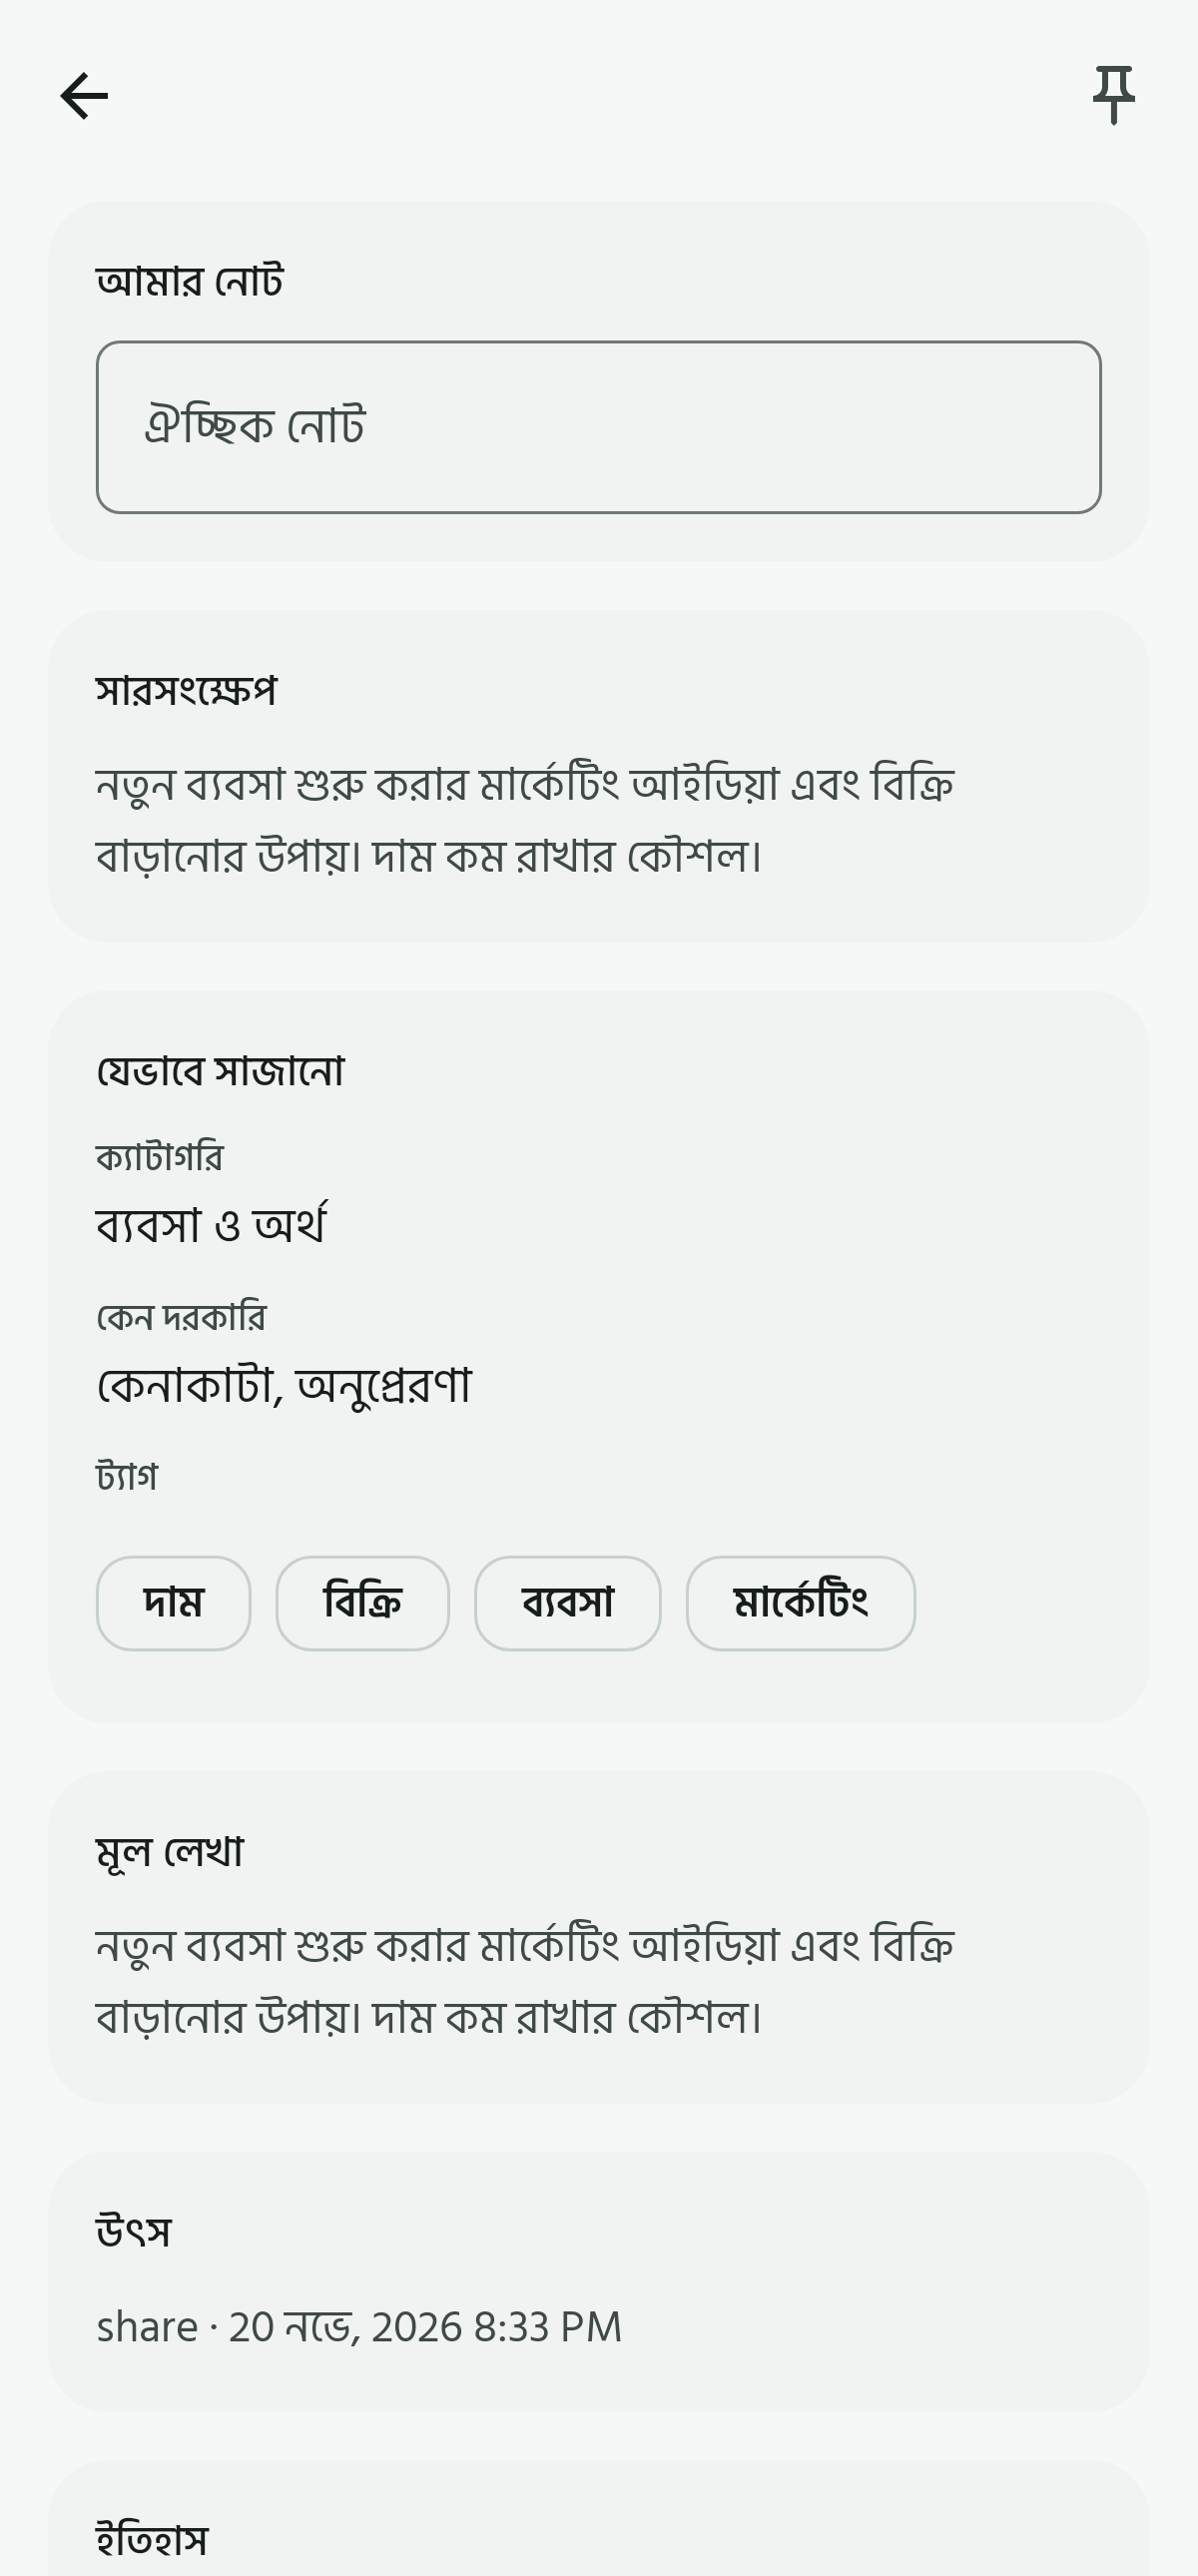 আমার নোট
ঐচ্ছিক নোট
সারসংক্ষেপ
নতুন ব্যবসা শুরু করার মার্কেটিং আইডিয়া এবং বিক্রি
বাড়ানোর উপায়। দাম কম রাখার কৌশল।
যেভাবে সাজানো
ক্যাটাগরি
ব্যবসা ও অর্থ
কেন দরকারি
কেনাকাটা, অনুপ্রেরণা
ট্যাগ
দাম বিক্রি ব্যবসা মার্কেটিং
মূল লেখা
নতুন ব্যবসা শুরু করার মার্কেটিং আইডিয়া এবং বিক্রি
বাড়ানোর উপায়। দাম কম রাখার কৌশল।
উৎস
share · 20 নভে, 2026 8:33 PM
ইতিহাস